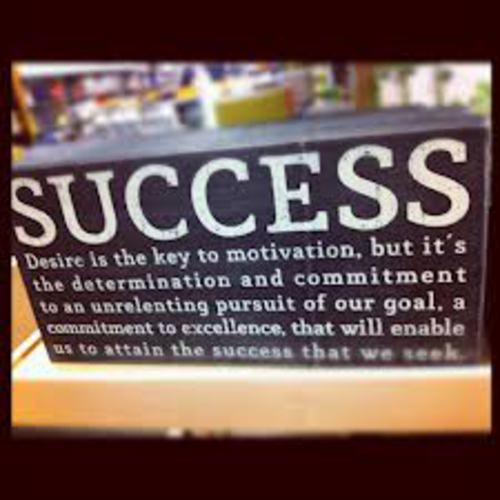 SUCCESS
Desire is the key to motivation, but it's
the determination and commitment
to an unrelenting pursuit of our goal, a
commitment to excellence, that will enable
us to attain the success that we seek.